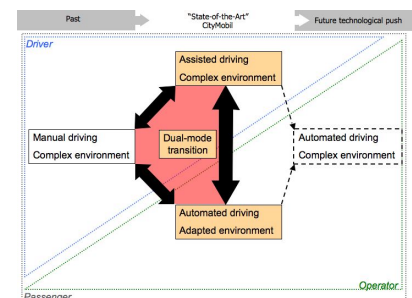 Past
"State-of-the-Art"
CityMobil
Future technological push
Driver
Assisted driving
Complex environment
Manual driving
Complex environment
Dual-mode
transition
Automated driving
Complex environment
Automated driving
Adapted environment
Operator
Passenger